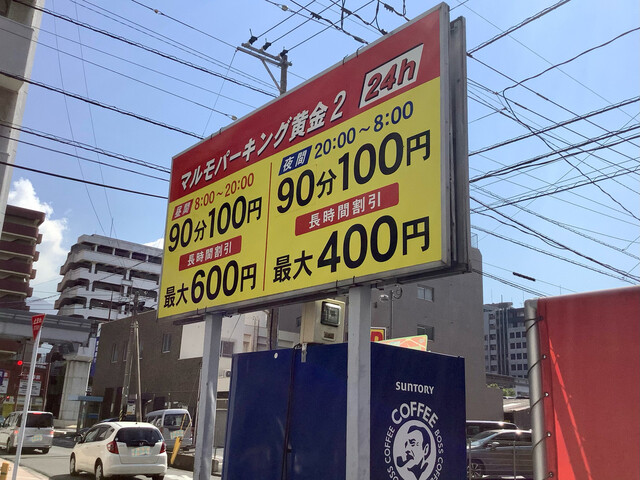 マルモパーキング黄金2 24h
昼間 8:00~20:00
90分100円
長時間割引
最大600円
夜間 20:00~8:00
90分100円
長時間割引
最大400円
SUNTORY
COFFEE
BOSS COFFEE BOSS COFFEE